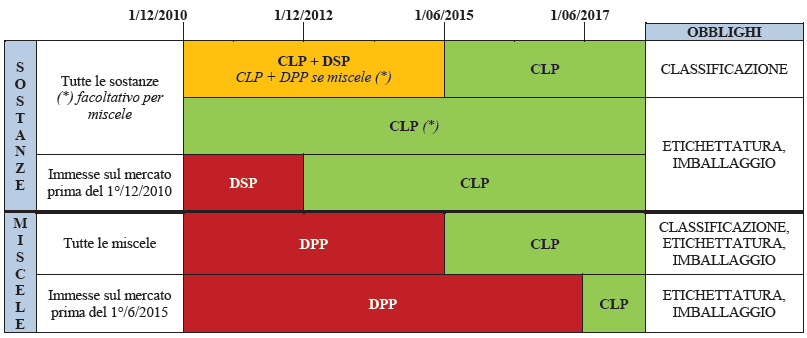 1/12/2010 1/12/2012 1/06/2015 1/06/2017
OBBLIGHI
SOSTANZE
Tutte le sostanze
(*) facoltativo per
miscele
CLP + DSP
CLP + DPP se miscele (*)
CLP
CLASSIFICAZIONE
CLP (*)
ETICHETTATURA,
IMBALLAGGIO
Immesse sul mercato
prima del 1°/12/2010
DSP
CLP
MISCELE
Tutte le miscele
DPP
CLP
CLASSIFICAZIONE,
ETICHETTATURA,
IMBALLAGGIO
Immesse sul mercato
prima del 1°/6/2015
DPP
CLP
ETICHETTATURA,
IMBALLAGGIO